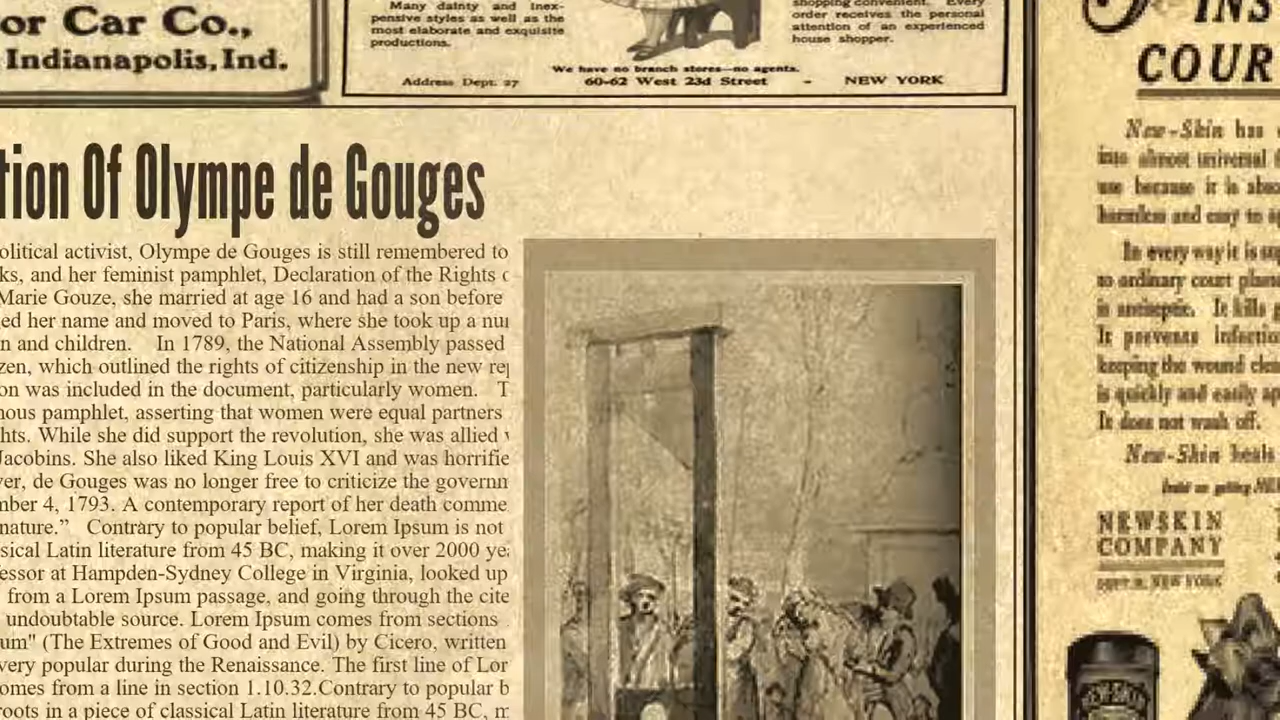 or Car Co.,
Indianapolis, Ind.
Many dainty and inex-
pensive styles as well as the
most elaborate and exquisite
productions.
shopping convenient. Every
order receives the personal
attention of an experienced
house shopper.
We have no branch stores—no agents.
Address Dept. 27 60-62 West 23d Street - NEW YORK
tion Of Olympe de Gouges
olitical activist, Olympe de Gouges is still remembered to
ks, and her feminist pamphlet, Declaration of the Rights
Marie Gouze, she married at age 16 and had a son before
ed her name and moved to Paris, where she took up a nu
n and children. In 1789, the National Assembly passed
zen, which outlined the rights of citizenship in the new re
on was included in the document, particularly women. T
nous pamphlet, asserting that women were equal partners
hts. While she did support the revolution, she was allied
Jacobins. She also liked King Louis XVI and was horrifie
ver, de Gouges was no longer free to criticize the governn
mber 4, 1793. A contemporary report of her death comme
nature.” Contrary to popular belief, Lorem Ipsum is not
sical Latin literature from 45 BC, making it over 2000 ye
essor at Hampden-Sydney College in Virginia, looked up
from a Lorem Ipsum passage, and going through the cite
undoubtable source. Lorem Ipsum comes from sections
um" (The Extremes of Good and Evil) by Cicero, written
very popular during the Renaissance. The first line of Lor
omes from a line in section 1.10.32.Contrary to popular b
roots in a piece of classical Latin literature from 45 BC, m
INS
COUR
New-Skin has
into almost universal
use because it is abso
harmless and easy to ap
In every way it is sup
to ordinary court plaste
is antiseptic. It kills g
It prevents infectio
keeping the wound clea
is quickly and easily ap
It does not wash off.
New-Skin heals
Insist on getting NEW
NEWSKIN
COMPANY
DEPT. NEW YORK
NEW-SKIN